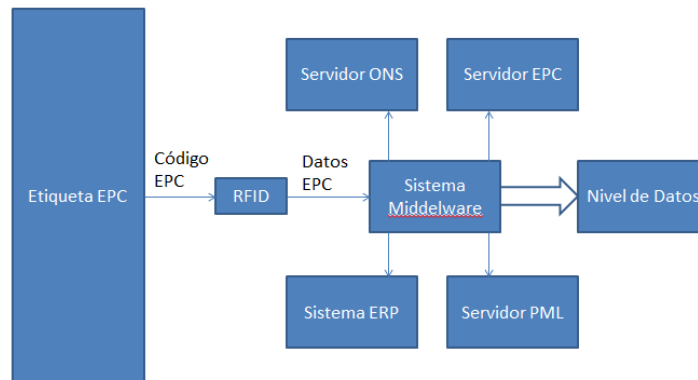 Servidor ONS
Servidor EPC
Código
EPC
Datos
EPC
Etiqueta EPC
RFID
Sistema
Middelware
Nivel de Datos
Sistema ERP
Servidor PML